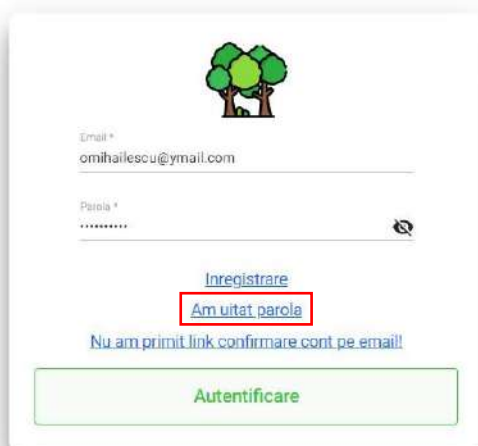 Email *
omihailescu@ymail.com
Parola *
··········
Inregistrare
Am uitat parola
Nu am primit link confirmare cont pe email!
Autentificare